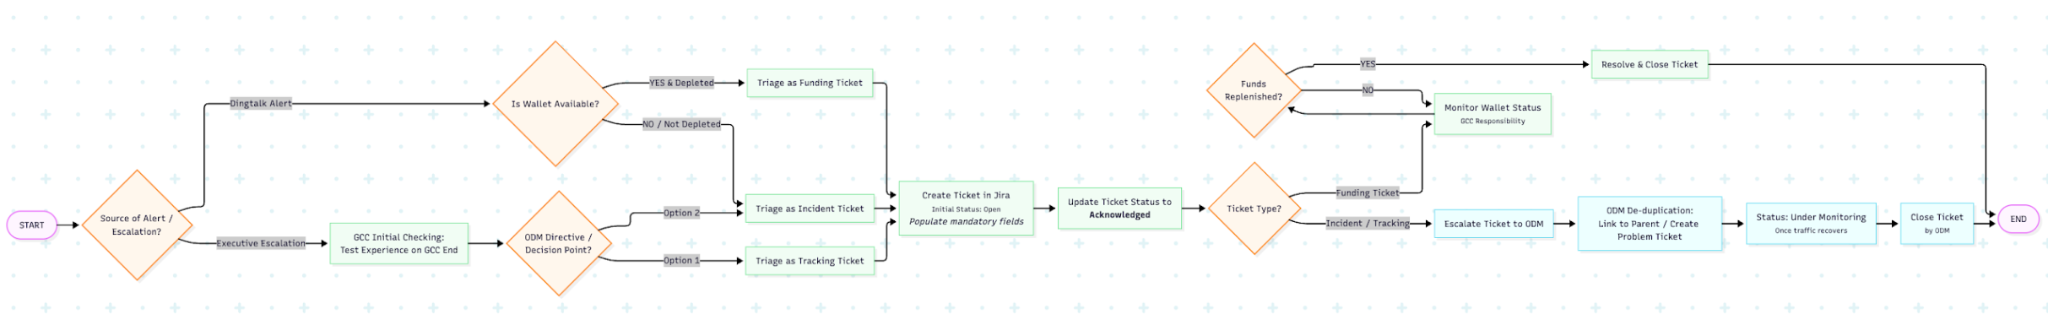 START
Source of Alert /
Escalation?
Dingtalk Alert
Executive Escalation
GCC Initial Checking:
Test Experience on GCC End
Is Wallet Available?
YES & Depleted
NO / Not Depleted
ODM Directive /
Decision Point?
Option 2
Option 1
Triage as Funding Ticket
Triage as Incident Ticket
Triage as Tracking Ticket
Create Ticket in Jira
Initial Status: Open
Populate mandatory fields
Update Ticket Status to
Acknowledged
Ticket Type?
Funding Ticket
Incident / Tracking
Funds
Replenished?
YES
NO
Monitor Wallet Status
GCC Responsibility
Resolve & Close Ticket
Escalate Ticket to ODM
ODM De-duplication:
Link to Parent / Create
Problem Ticket
Status: Under Monitoring
Once traffic recovers
Close Ticket
by ODM
END